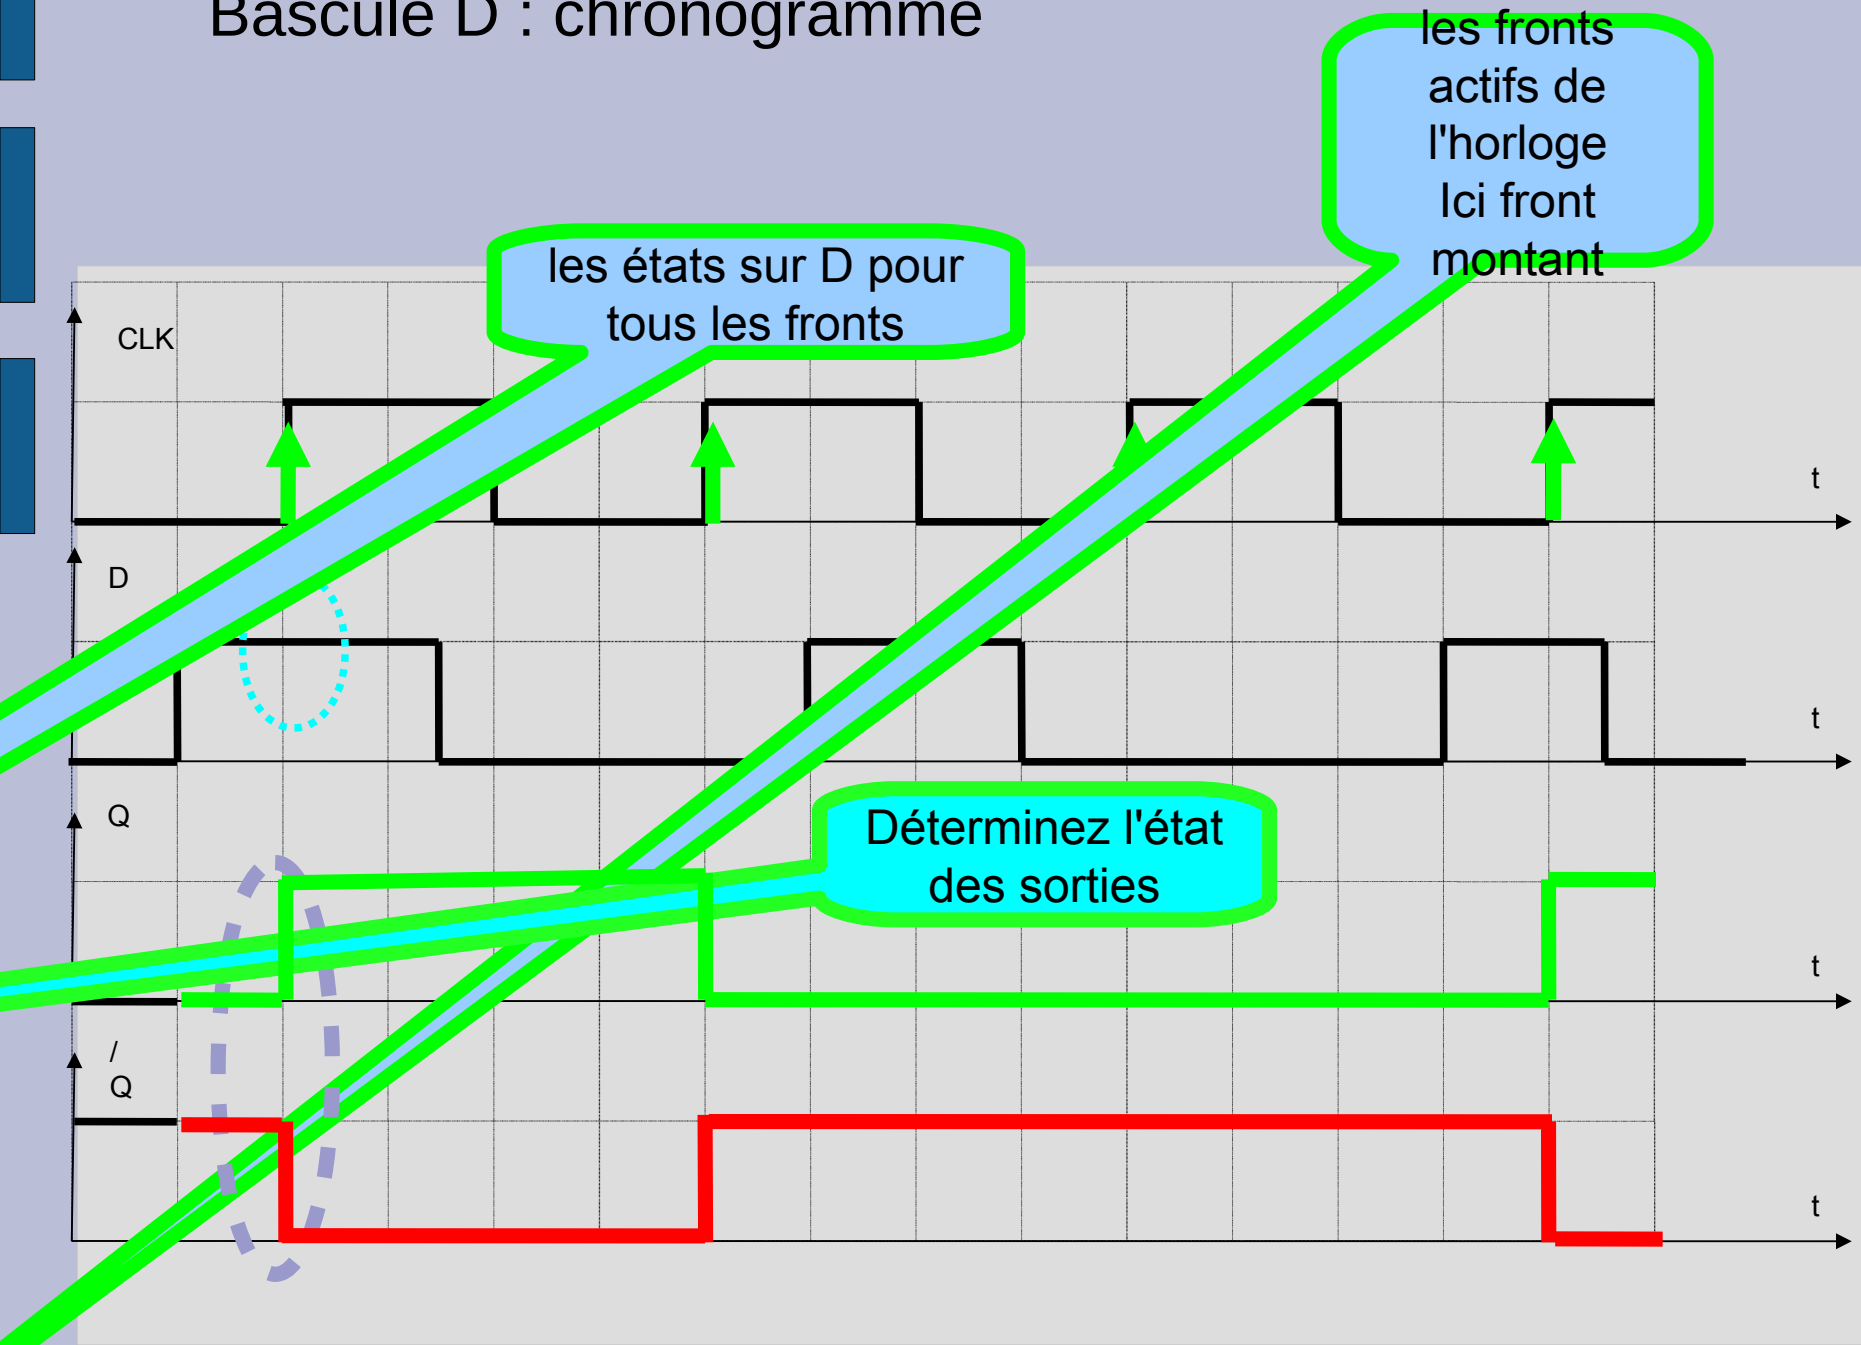 Bascule D : chronogramme
les fronts
actifs de
l'horloge
Ici front
montant
les états sur D pour
tous les fronts
CLK
t
D
t
Q
Déterminez l'état
des sorties
t
/
Q
t